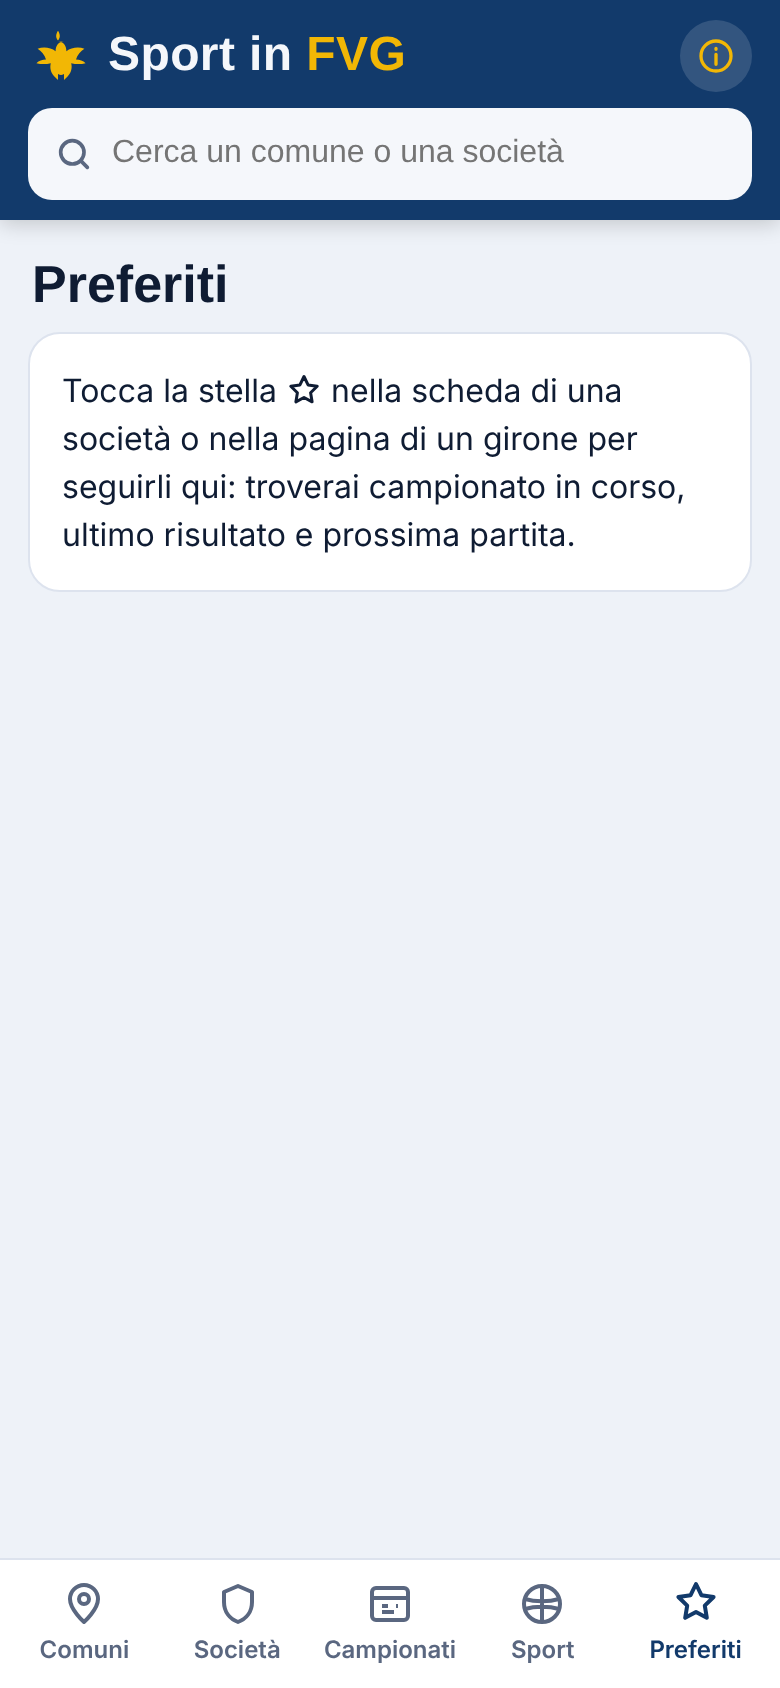 Sport in FVG
Cerca un comune o una società
Preferiti
Tocca la stella ☆ nella scheda di una
società o nella pagina di un girone per
seguirli qui: troverai campionato in corso,
ultimo risultato e prossima partita.
Comuni
Società
Campionati
Sport
Preferiti